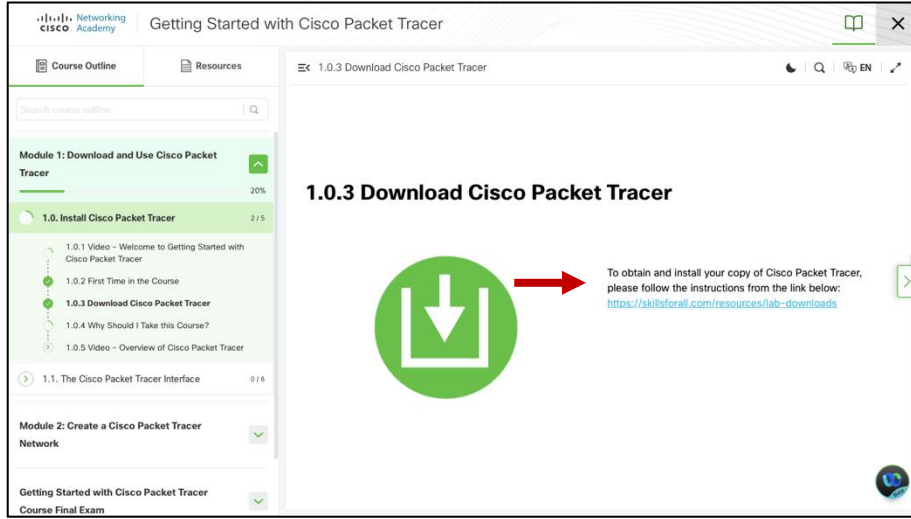 Networking
CISCO Academy
Getting Started with Cisco Packet Tracer
Course Outline
Resources
Search course outline
Module 1: Download and Use Cisco Packet
Tracer
20%
1.0. Install Cisco Packet Tracer
2 / 5
1.0.1 Video - Welcome to Getting Started with
Cisco Packet Tracer
1.0.2 First Time in the Course
1.0.3 Download Cisco Packet Tracer
1.0.4 Why Should I Take this Course?
1.0.5 Video - Overview of Cisco Packet Tracer
1.1. The Cisco Packet Tracer Interface
0 / 6
Module 2: Create a Cisco Packet Tracer
Network
Getting Started with Cisco Packet Tracer
Course Final Exam
1.0.3 Download Cisco Packet Tracer
EN
1.0.3 Download Cisco Packet Tracer
To obtain and install your copy of Cisco Packet Tracer,
please follow the instructions from the link below:
https://skillsforall.com/resources/lab-downloads